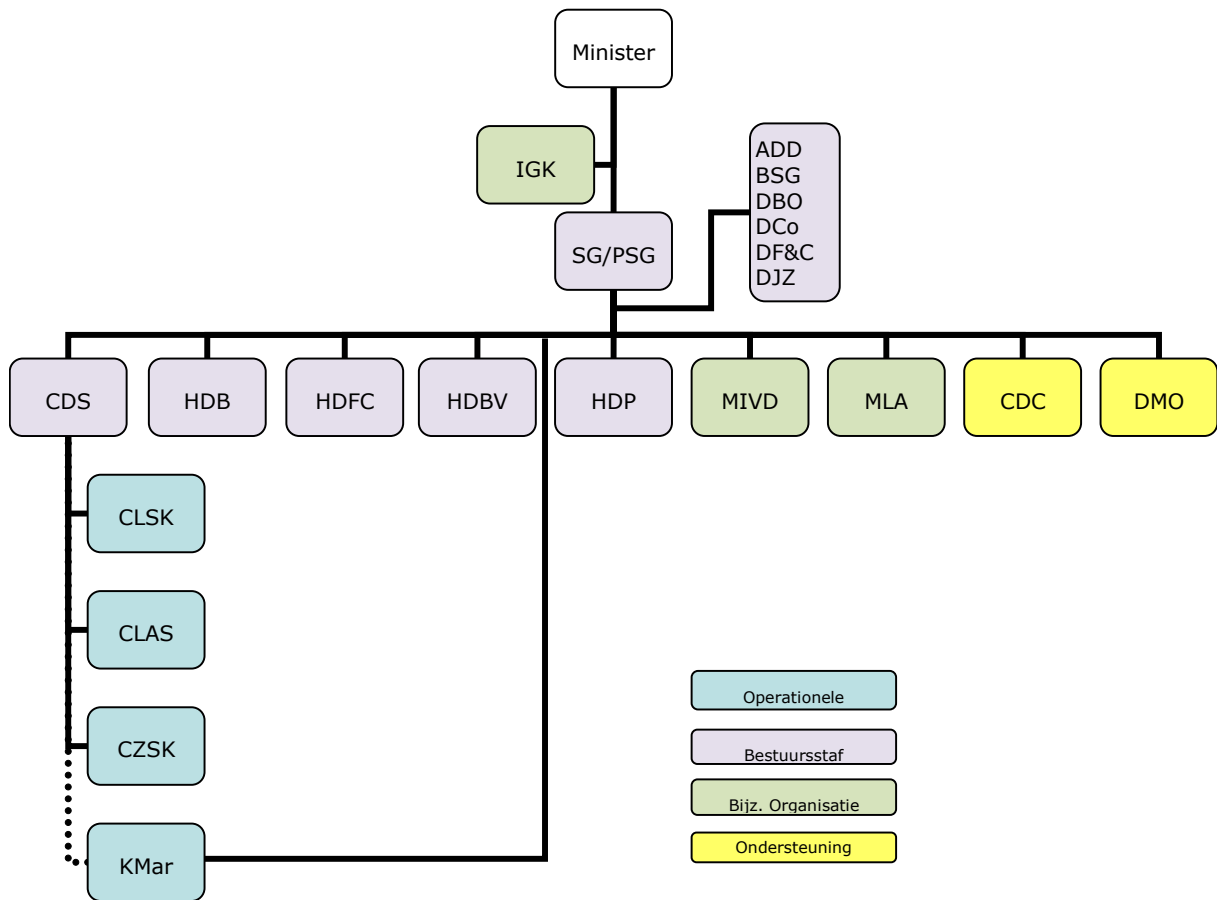 Minister
IGK
ADD
BSG
DBO
DCo
DF&C
DJZ
SG/PSG
CDS
HDB
HDFC
HDBV
HDP
MIVD
MLA
CDC
DMO
CLSK
CLAS
CZSK
KMar
Operationele
Bestuursstaf
Bijz. Organisatie
Ondersteuning